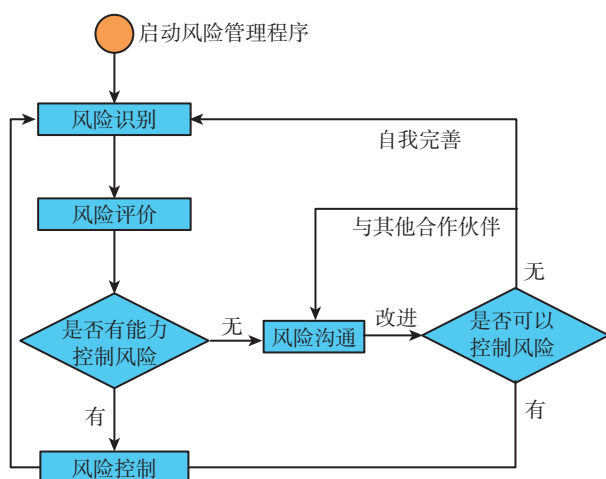 启动风险管理程序
风险识别
自我完善
风险评价
与其他合作伙伴
无
是否有能力
控制风险
无
风险沟通
改进
是否可以
控制风险
有
有
风险控制